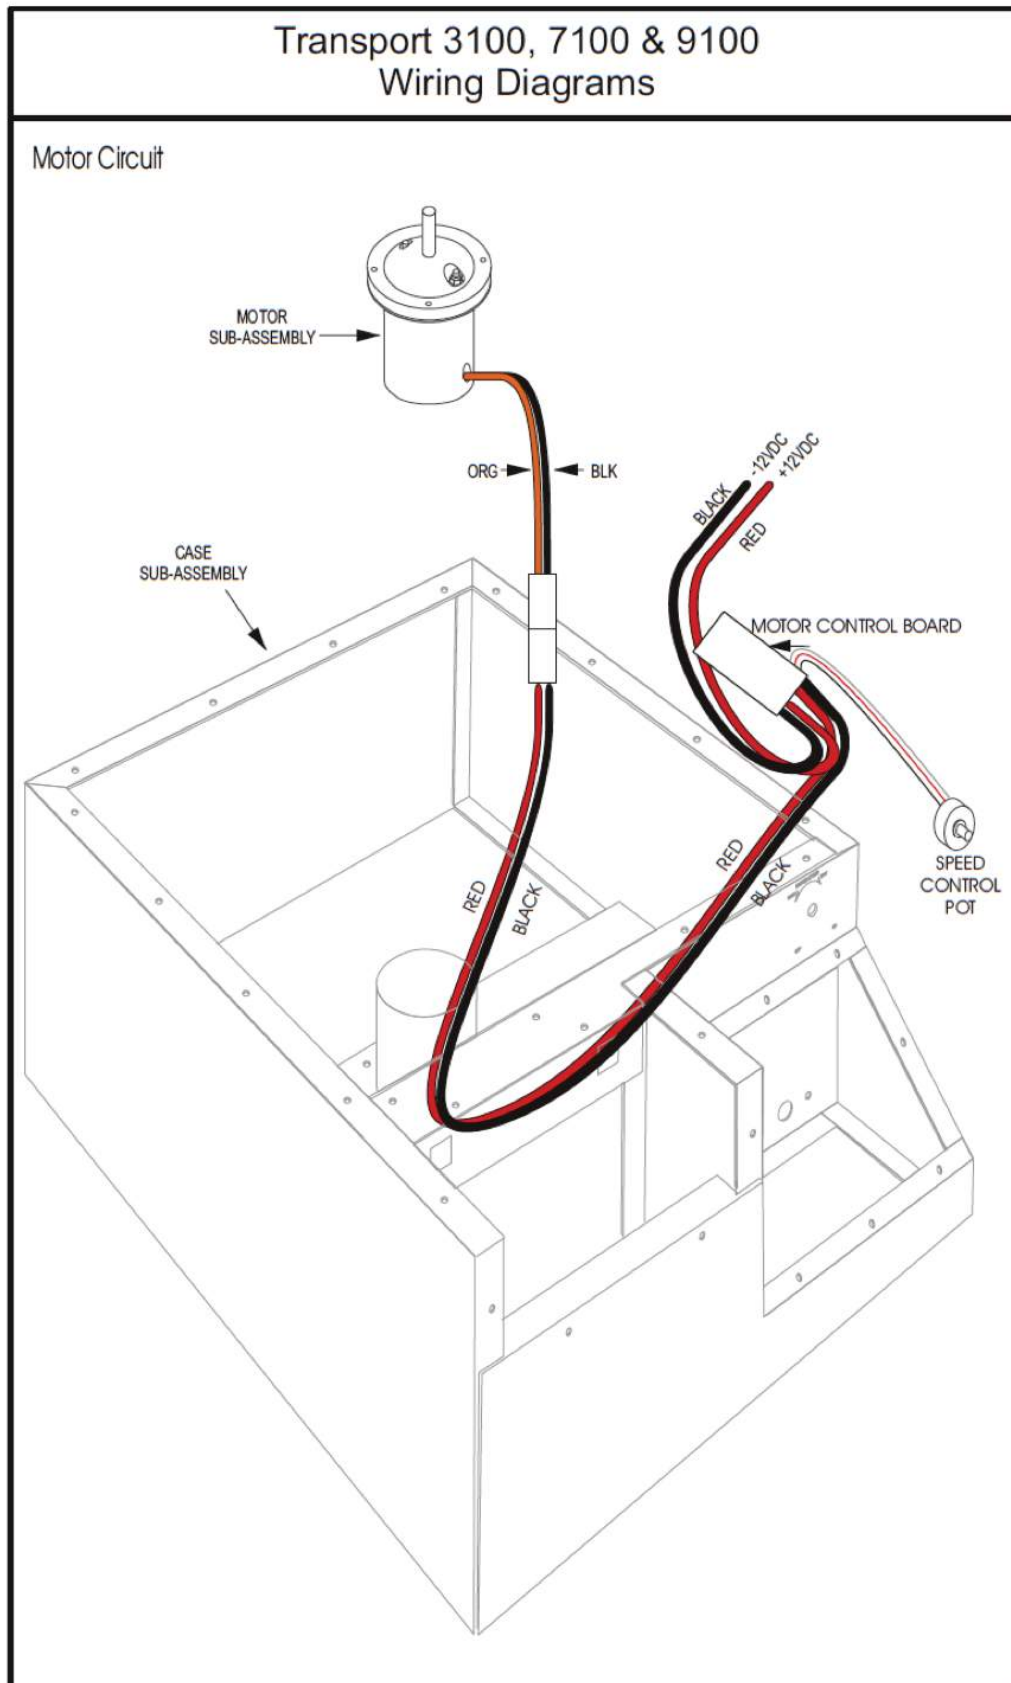 Transport 3100, 7100 & 9100
Wiring Diagrams
Motor Circuit
MOTOR
SUB-ASSEMBLY
ORG
BLK
-12VDC
+12VDC
BLACK
RED
CASE
SUB-ASSEMBLY
MOTOR CONTROL BOARD
SPEED
CONTROL
POT
RED
BLACK
RED
BLACK